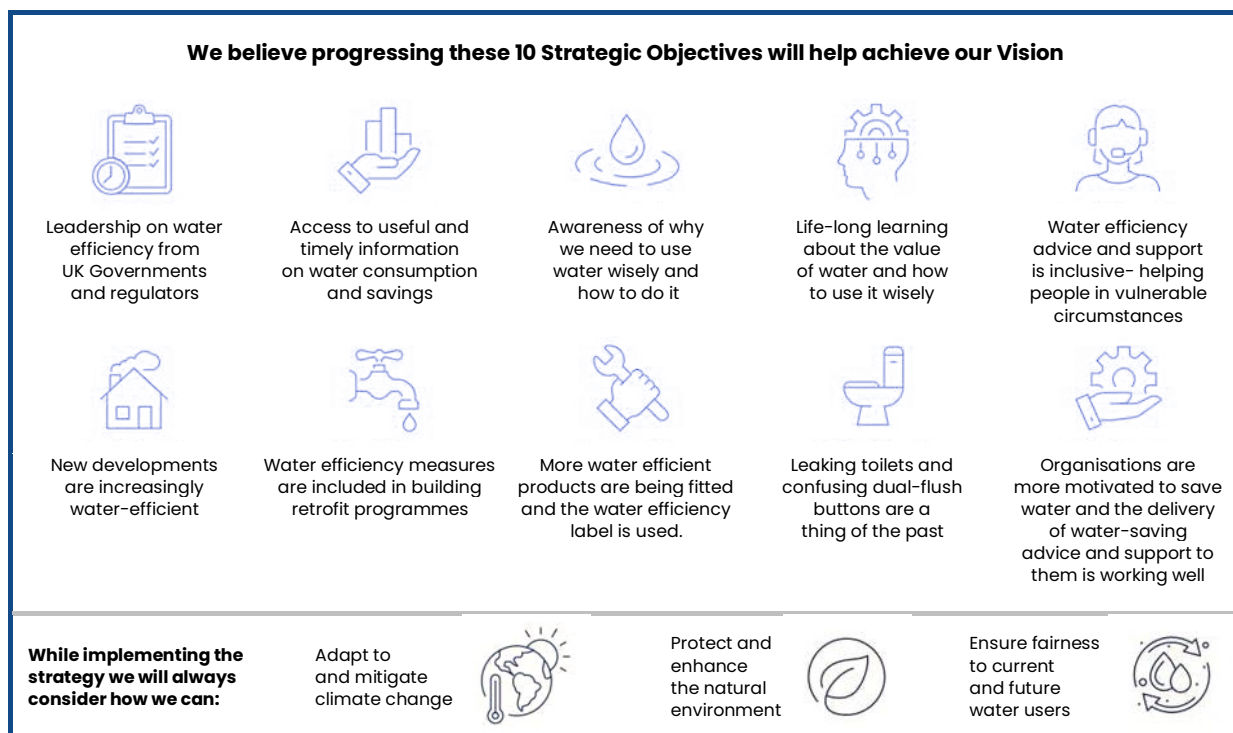 We believe progressing these 10 Strategic Objectives will help achieve our Vision
Leadership on water
efficiency from
UK Governments
and regulators
Access to useful and
timely information
on water consumption
and savings
Awareness of why
we need to use
water wisely and
how to do it
Life-long learning
about the value
of water and how
to use it wisely
Water efficiency
advice and support
is inclusive- helping
people in vulnerable
circumstances
New developments
are increasingly
water-efficient
Water efficiency measures
are included in building
retrofit programmes
More water efficient
products are being fitted
and the water efficiency
label is used.
Leaking toilets and
confusing dual-flush
buttons are a
thing of the past
Organisations are
more motivated to save
water and the delivery
of water-saving
advice and support to
them is working well
While implementing the
strategy we will always
consider how we can:
Adapt to
and mitigate
climate change
Protect and
enhance
the natural
environment
Ensure fairness
to current
and future
water users